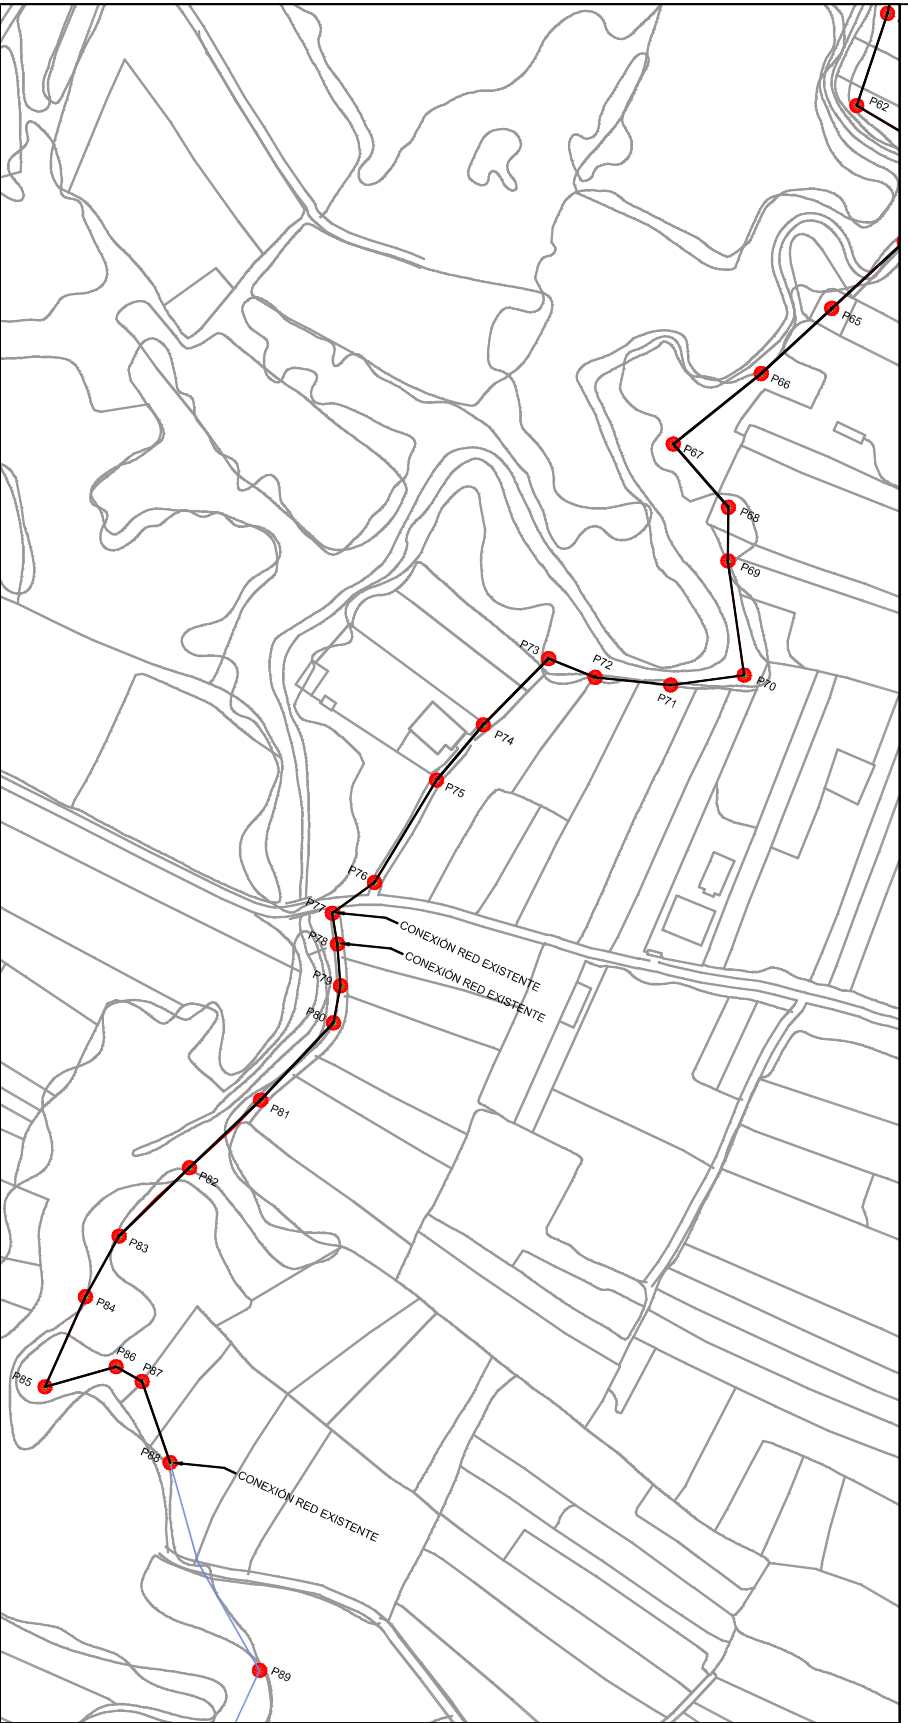 P62
P65
P66
P67
P68
P69
P73
P72
P70
P71
P74
P75
P76
P77
CONEXIÓN RED EXISTENTE
P78
CONEXIÓN RED EXISTENTE
P79
P80
P81
P82
P83
P84
P86
P87
P85
P88
CONEXIÓN RED EXISTENTE
P89